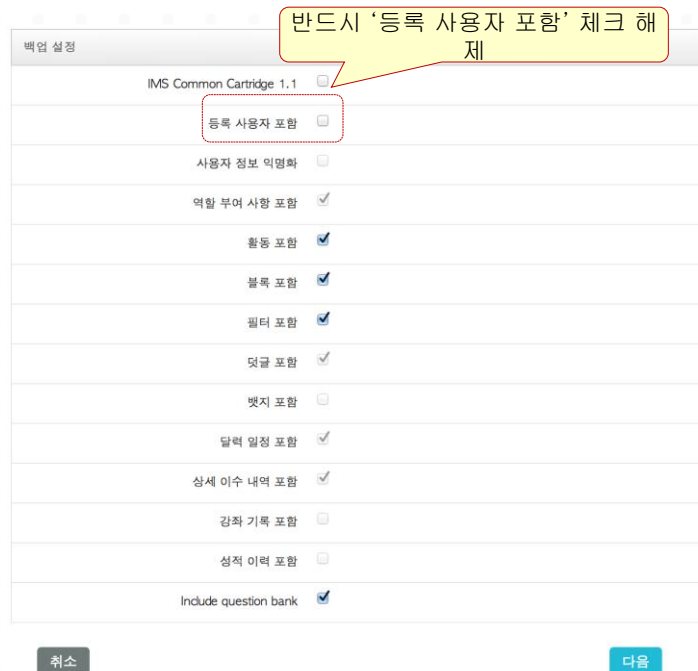 반드시 ‘등록 사용자 포함’ 체크 해
제
백업 설정
IMS Common Cartridge 1.1
등록 사용자 포함
사용자 정보 익명화
역할 부여 사항 포함
활동 포함
블록 포함
필터 포함
덧글 포함
뱃지 포함
달력 일정 포함
상세 이수 내역 포함
강좌 기록 포함
성적 이력 포함
Include question bank
취소
다음